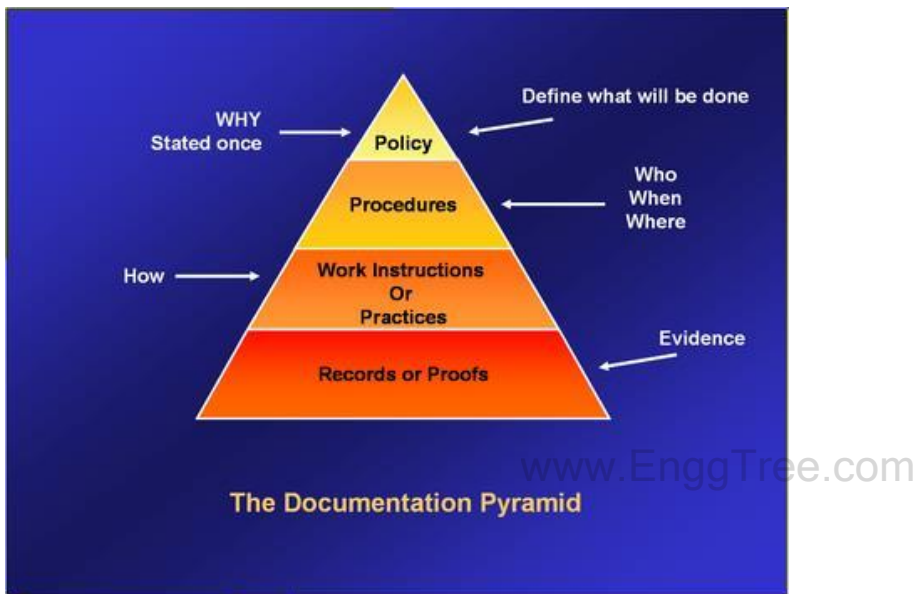 Define what will be done
WHY
Stated once
Policy
Who
When
Where
Procedures
How
Work Instructions
Or
Practices
Evidence
Records or Proofs
www.EnggTree.com
The Documentation Pyramid